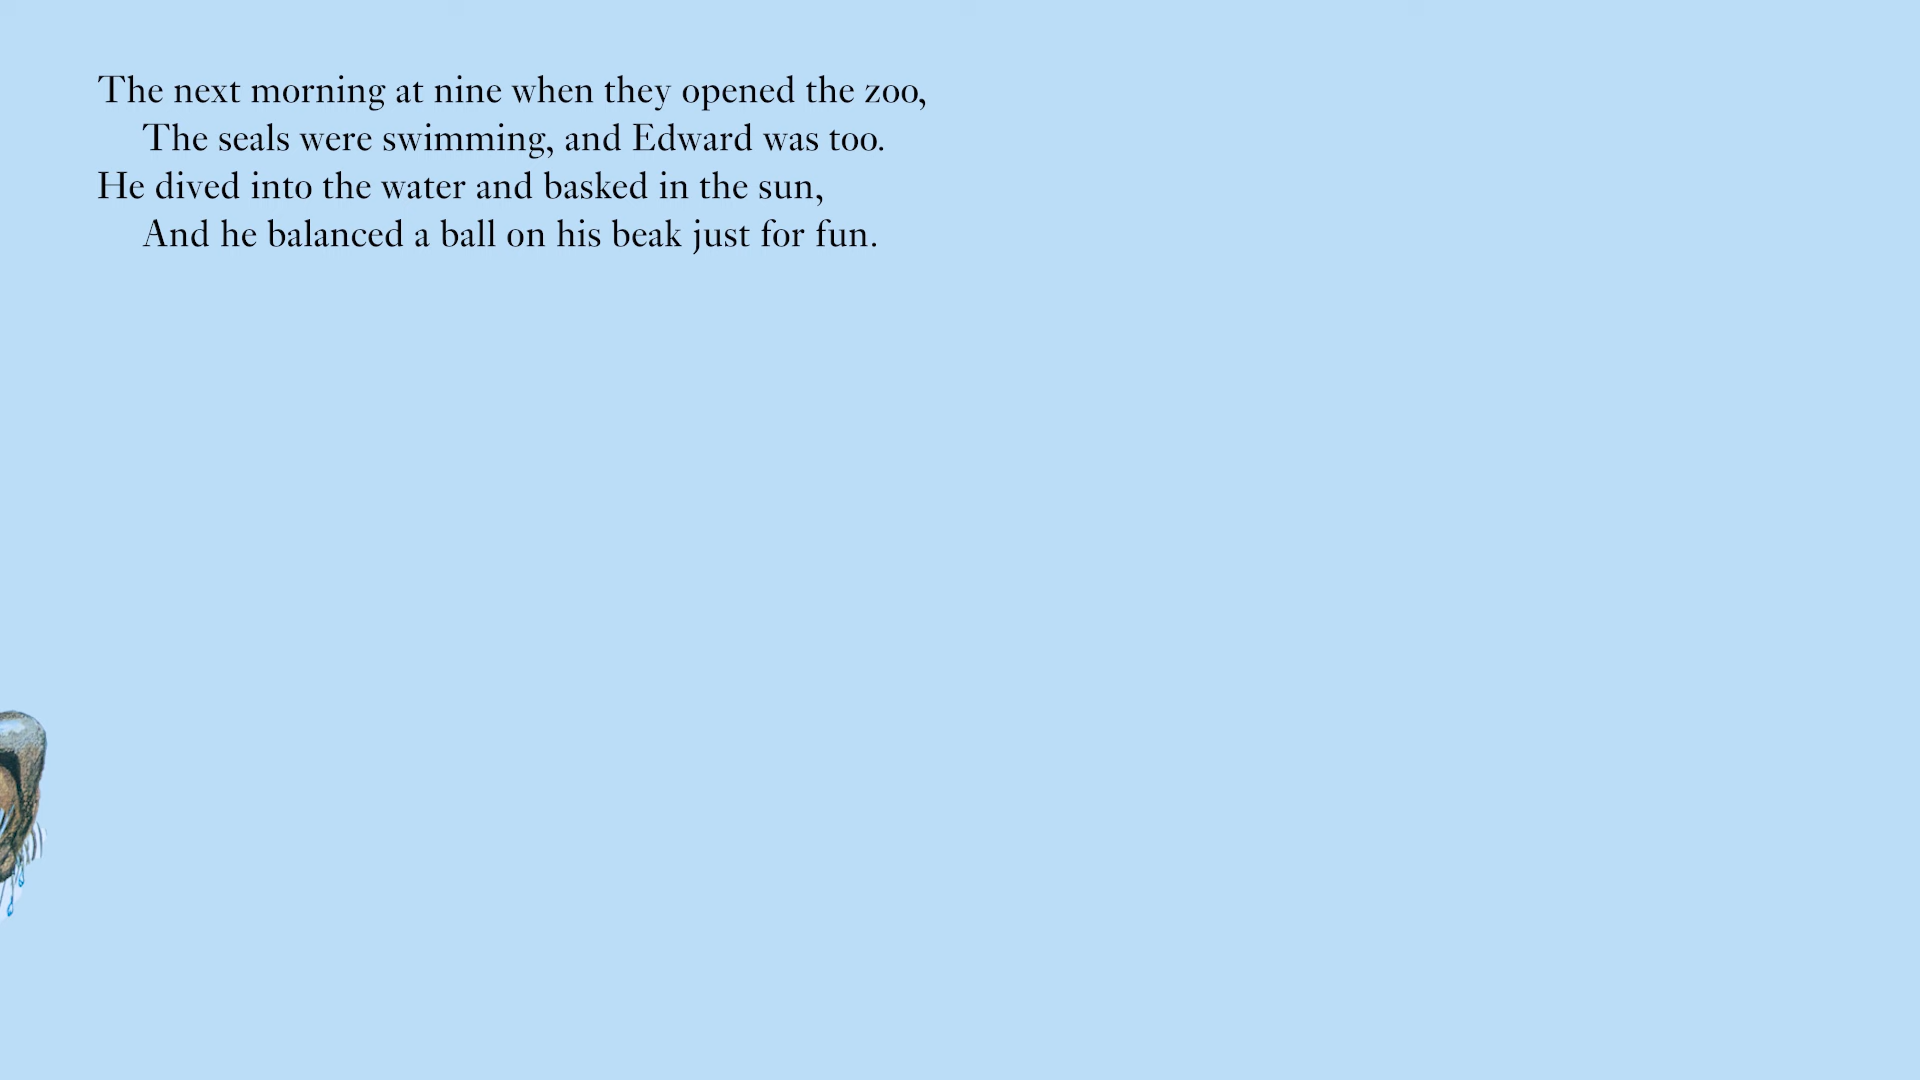 The next morning at nine when they opened the zoo,
The seals were swimming, and Edward was too.
He dived into the water and basked in the sun,
And he balanced a ball on his beak just for fun.